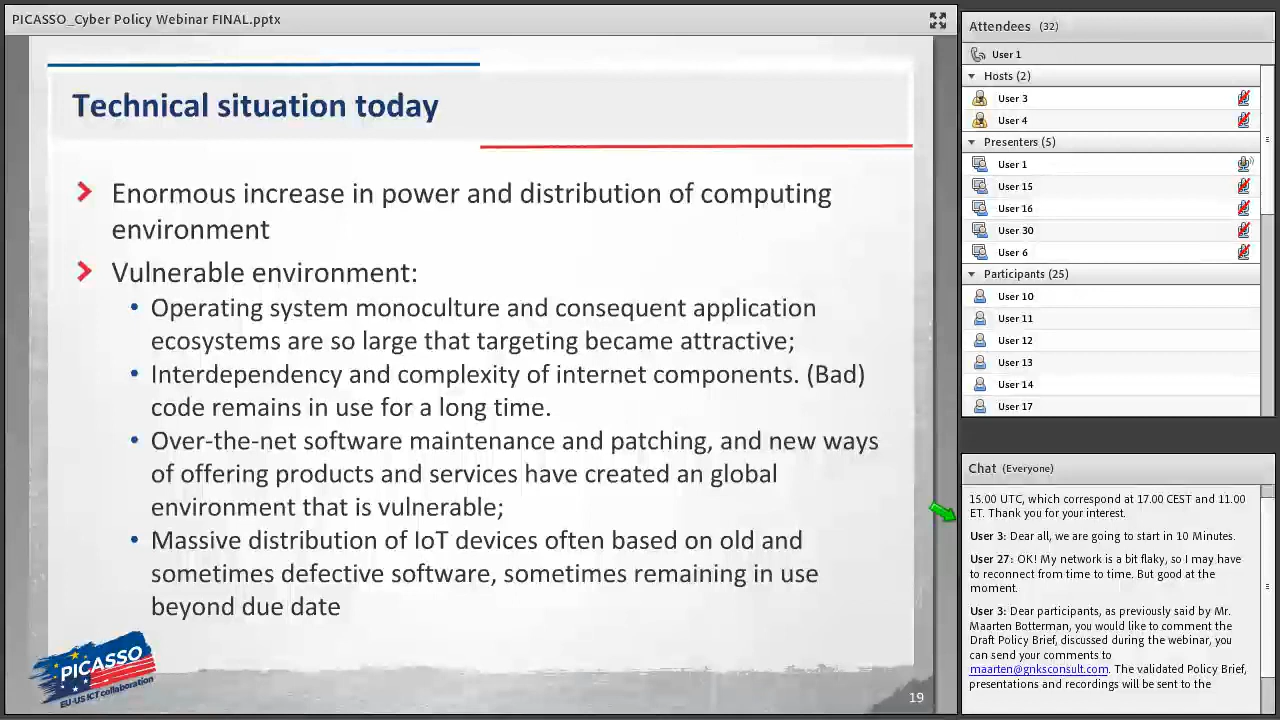 PICASSO_Cyber Policy Webinar FINAL.pptx
Technical situation today
Enormous increase in power and distribution of computing
environment
Vulnerable environment:
Operating system monoculture and consequent application
ecosystems are so large that targeting became attractive;
Interdependency and complexity of internet components. (Bad)
code remains in use for a long time.
Over-the-net software maintenance and patching, and new ways
of offering products and services have created an global
environment that is vulnerable;
Massive distribution of IoT devices often based on old and
sometimes defective software, sometimes remaining in use
beyond due date
PICASSO
EU-US ICT collaboration
19
Attendees (32)
User 1
Hosts (2)
User 3
User 4
Presenters (5)
User 1
User 15
User 16
User 30
User 6
Participants (25)
User 10
User 11
User 12
User 13
User 14
User 17
Chat (Everyone)
15.00 UTC, which correspond at 17.00 CEST and 11.00
ET. Thank you for your interest.
User 3: Dear all, we are going to start in 10 Minutes.
User 27: OK! My network is a bit flaky, so I may have
to reconnect from time to time. But good at the
moment.
User 3: Dear participants, as previously said by Mr.
Maarten Botterman, you would like to comment the
Draft Policy Brief, discussed during the webinar, you
can send your comments to
maarten@gnksconsult.com. The validated Policy Brief,
presentations and recordings will be sent to the